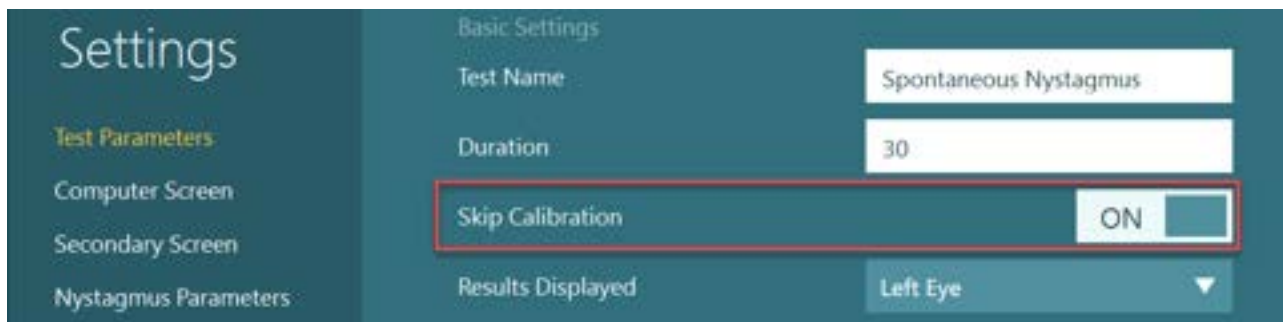 Settings
Test Parameters
Computer Screen
Secondary Screen
Nystagmus Parameters
Basic Settings
Test Name
Spontaneous Nystagmus
Duration
30
Skip Calibration
ON
Results Displayed
Left Eye